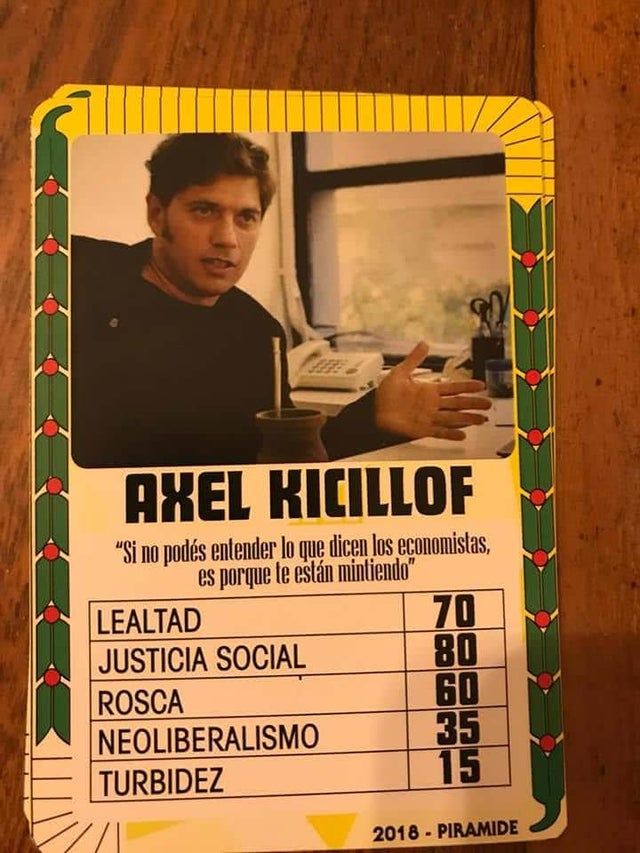 AXEL KICILLOF
“Si no podés entender lo que dicen los economistas,
es porque te están mintiendo”
LEALTAD 70
JUSTICIA SOCIAL 80
ROSCA 60
NEOLIBERALISMO 35
TURBIDEZ 15
2018 - PIRAMIDE